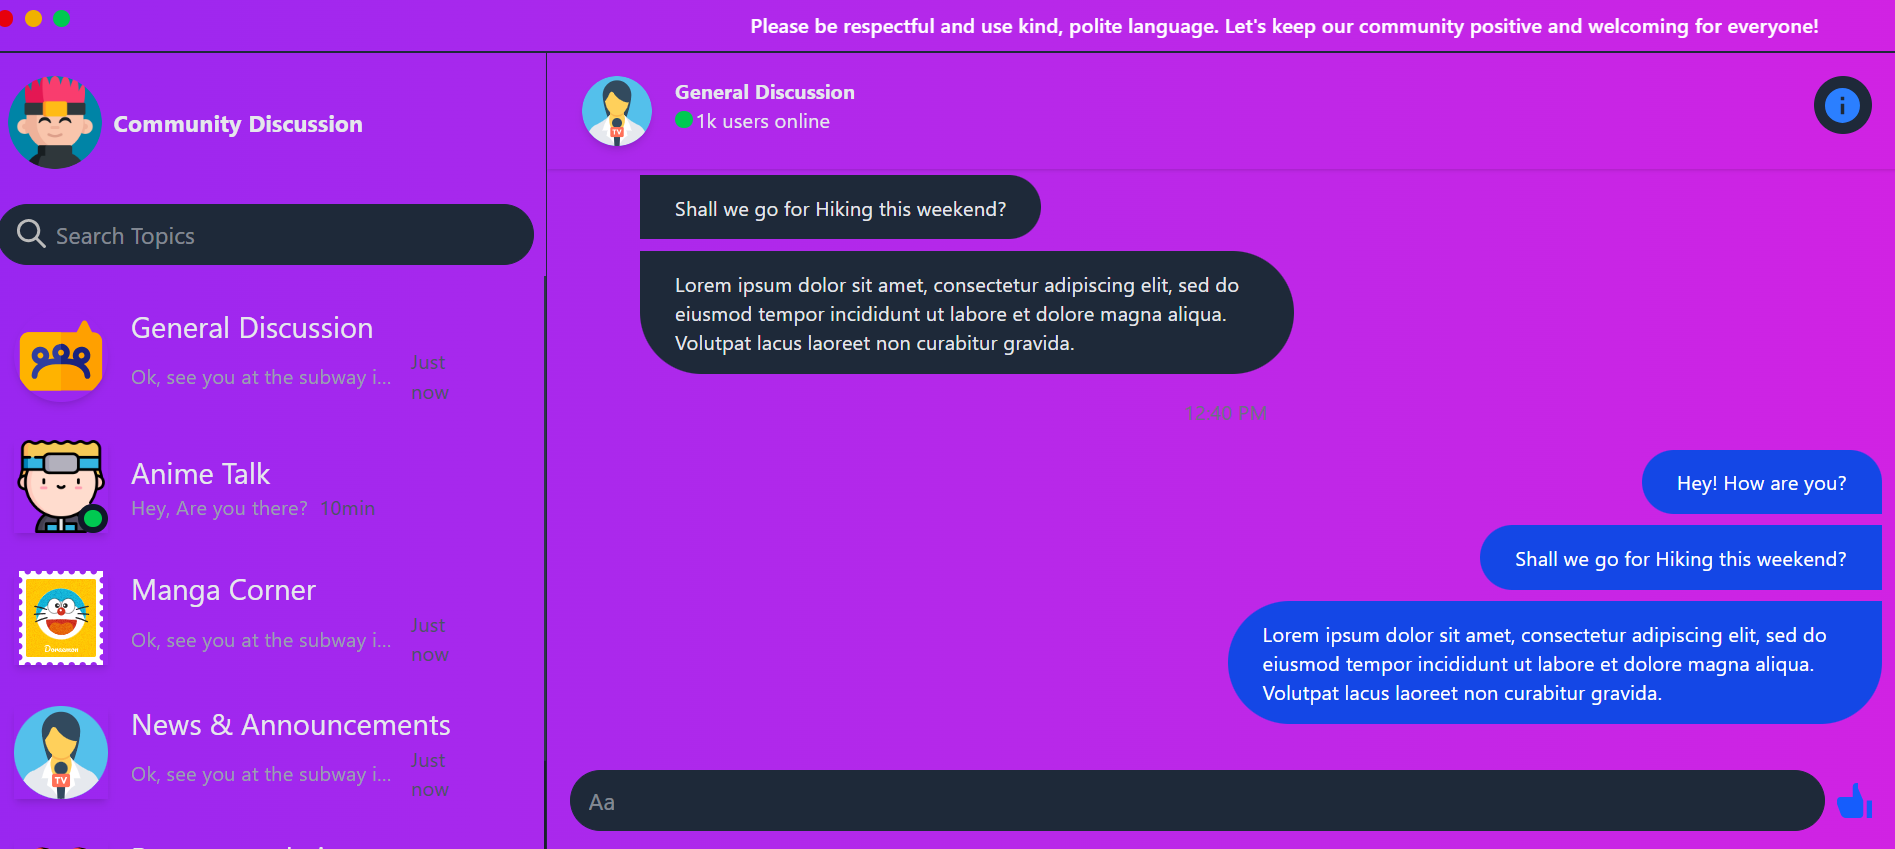 Please be respectful and use kind, polite language. Let's keep our community positive and welcoming for everyone!
Community Discussion
Search Topics
General Discussion
Ok, see you at the subway i...
Just
now
Anime Talk
Hey, Are you there?
10min
Manga Corner
Doraemon
Ok, see you at the subway i...
Just
now
News & Announcements
TV
Ok, see you at the subway i...
Just
now
TV
General Discussion
1k users online
i
Shall we go for Hiking this weekend?
Lorem ipsum dolor sit amet, consectetur adipiscing elit, sed do
eiusmod tempor incididunt ut labore et dolore magna aliqua.
Volutpat lacus laoreet non curabitur gravida.
12:40 PM
Hey! How are you?
Shall we go for Hiking this weekend?
Lorem ipsum dolor sit amet, consectetur adipiscing elit, sed do
eiusmod tempor incididunt ut labore et dolore magna aliqua.
Volutpat lacus laoreet non curabitur gravida.
Aa